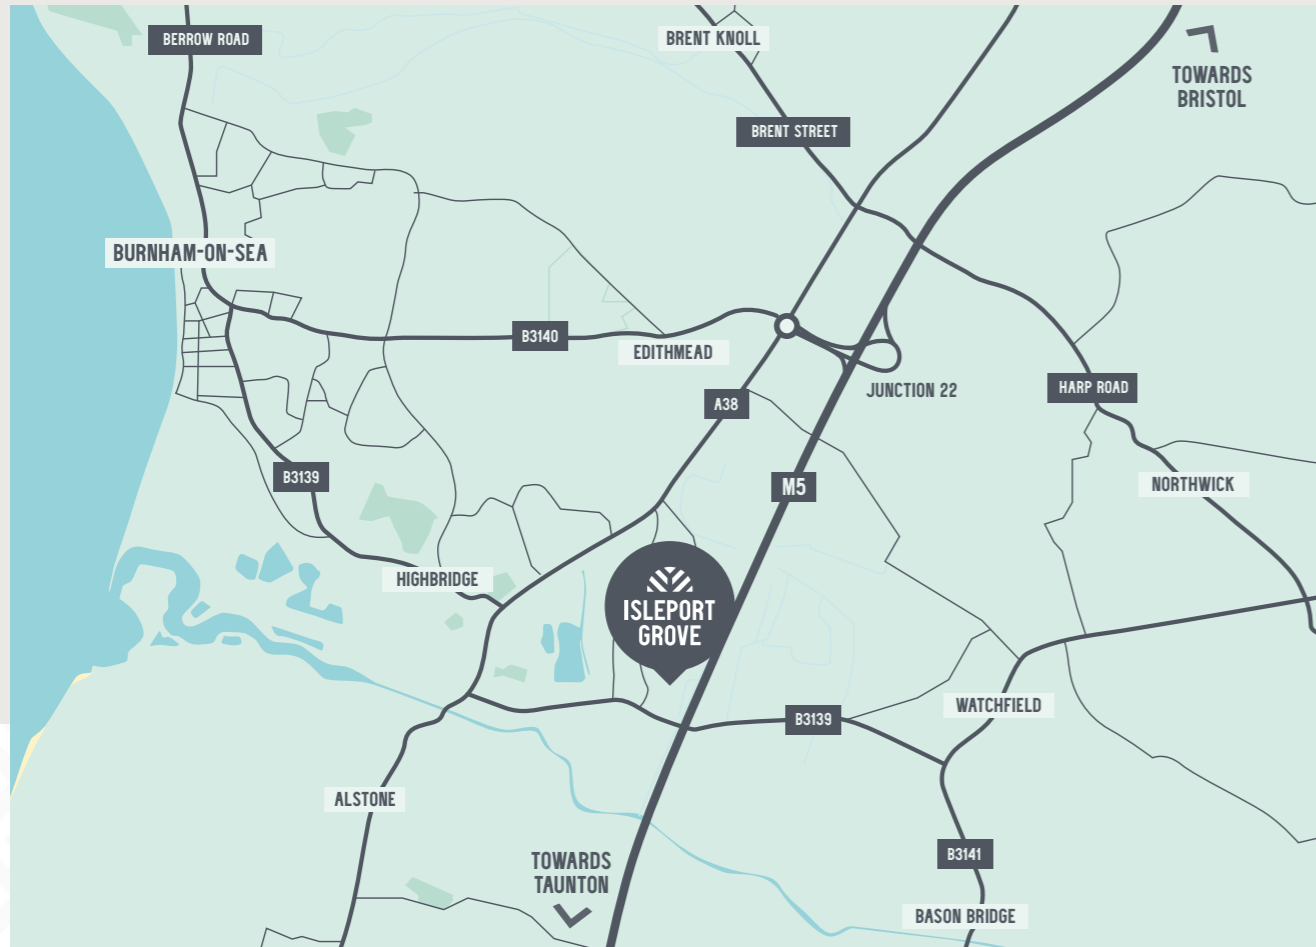 BERROW ROAD
BRENT KNOLL
TOWARDS
BRISTOL
BRENT STREET
BURNHAM-ON-SEA
B3140
EDITHMEAD
JUNCTION 22
HARP ROAD
A38
B3139
M5
NORTHWICK
HIGHBRIDGE
ISLEPORT
GROVE
WATCHFIELD
B3139
ALSTONE
TOWARDS
TAUNTON
B3141
BASON BRIDGE